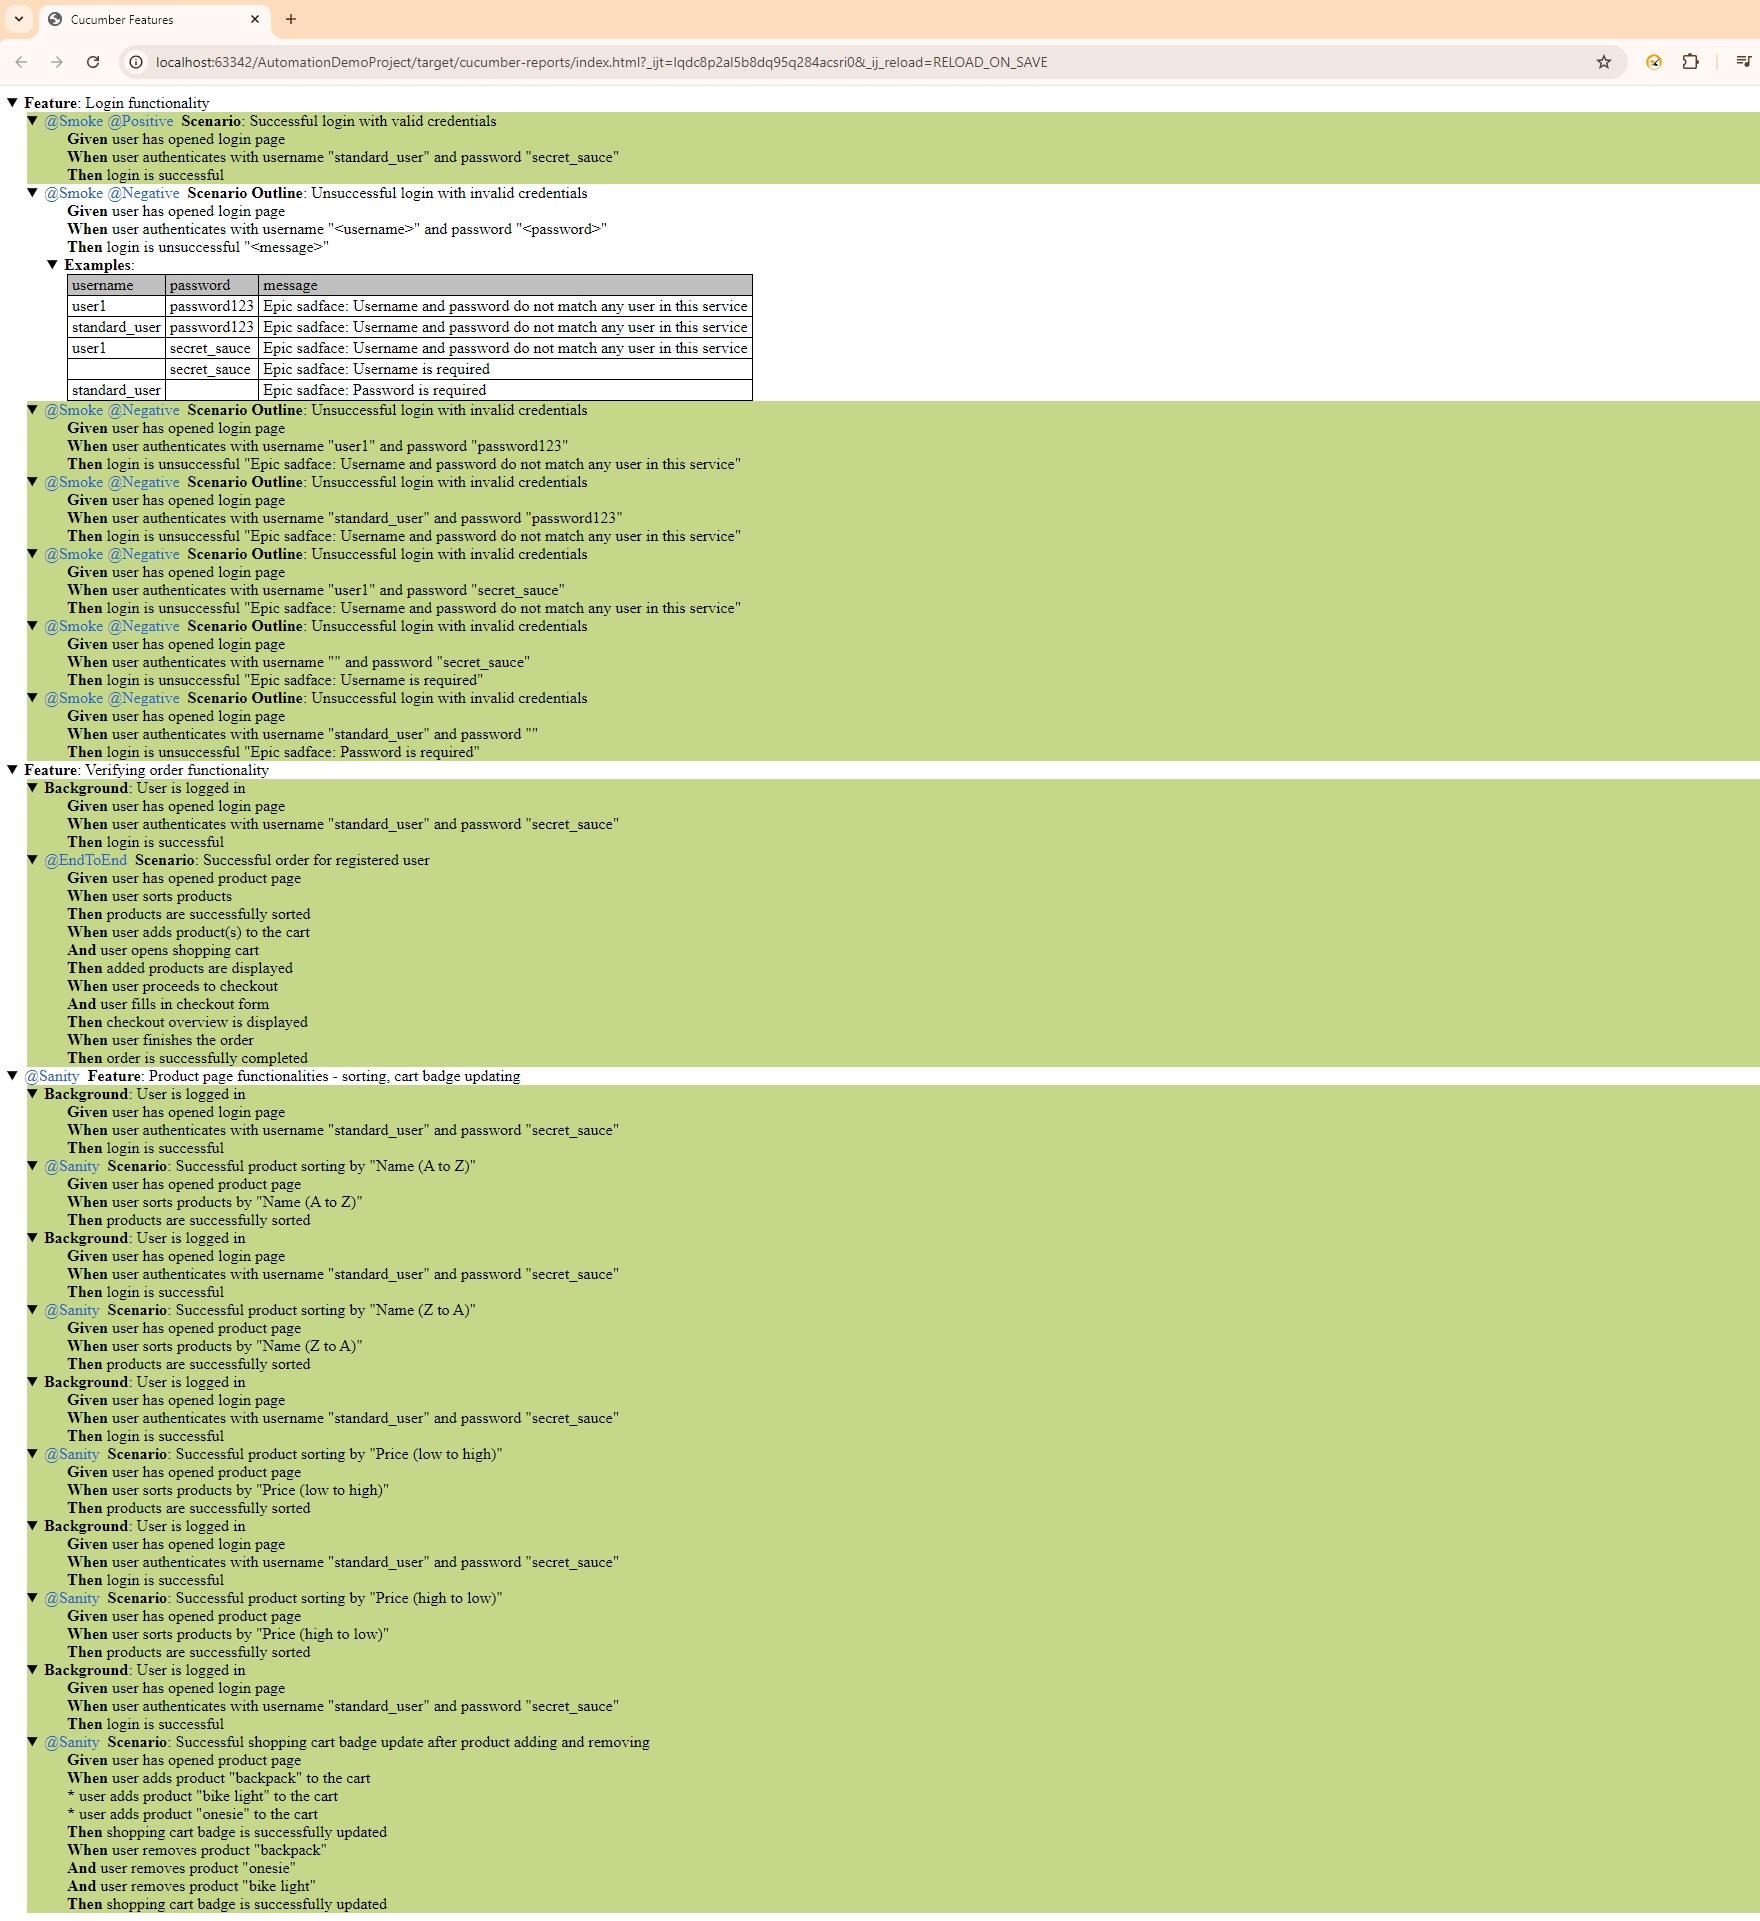 Cucumber Features
localhost:63342/AutomationDemoProject/target/cucumber-reports/index.html?_ijt=lqdc8p2al5b8dq95q284acsri0&_ij_reload=RELOAD_ON_SAVE
Feature: Login functionality
@Smoke @Positive Scenario: Successful login with valid credentials
Given user has opened login page
When user authenticates with username "standard_user" and password "secret_sauce"
Then login is successful
@Smoke @Negative Scenario Outline: Unsuccessful login with invalid credentials
Given user has opened login page
When user authenticates with username "<username>" and password "<password>"
Then login is unsuccessful "<message>"
Examples:
username password message
user1 password123 Epic sadface: Username and password do not match any user in this service
standard_user password123 Epic sadface: Username and password do not match any user in this service
user1 secret_sauce Epic sadface: Username and password do not match any user in this service
secret_sauce Epic sadface: Username is required
standard_user Epic sadface: Password is required
@Smoke @Negative Scenario Outline: Unsuccessful login with invalid credentials
Given user has opened login page
When user authenticates with username "user1" and password "password123"
Then login is unsuccessful "Epic sadface: Username and password do not match any user in this service"
@Smoke @Negative Scenario Outline: Unsuccessful login with invalid credentials
Given user has opened login page
When user authenticates with username "standard_user" and password "password123"
Then login is unsuccessful "Epic sadface: Username and password do not match any user in this service"
@Smoke @Negative Scenario Outline: Unsuccessful login with invalid credentials
Given user has opened login page
When user authenticates with username "user1" and password "secret_sauce"
Then login is unsuccessful "Epic sadface: Username and password do not match any user in this service"
@Smoke @Negative Scenario Outline: Unsuccessful login with invalid credentials
Given user has opened login page
When user authenticates with username "" and password "secret_sauce"
Then login is unsuccessful "Epic sadface: Username is required"
@Smoke @Negative Scenario Outline: Unsuccessful login with invalid credentials
Given user has opened login page
When user authenticates with username "standard_user" and password ""
Then login is unsuccessful "Epic sadface: Password is required"
Feature: Verifying order functionality
Background: User is logged in
Given user has opened login page
When user authenticates with username "standard_user" and password "secret_sauce"
Then login is successful
@EndToEnd Scenario: Successful order for registered user
Given user has opened product page
When user sorts products
Then products are successfully sorted
When user adds product(s) to the cart
And user opens shopping cart
Then added products are displayed
When user proceeds to checkout
And user fills in checkout form
Then checkout overview is displayed
When user finishes the order
Then order is successfully completed
@Sanity Feature: Product page functionalities - sorting, cart badge updating
Background: User is logged in
Given user has opened login page
When user authenticates with username "standard_user" and password "secret_sauce"
Then login is successful
@Sanity Scenario: Successful product sorting by "Name (A to Z)"
Given user has opened product page
When user sorts products by "Name (A to Z)"
Then products are successfully sorted
Background: User is logged in
Given user has opened login page
When user authenticates with username "standard_user" and password "secret_sauce"
Then login is successful
@Sanity Scenario: Successful product sorting by "Name (Z to A)"
Given user has opened product page
When user sorts products by "Name (Z to A)"
Then products are successfully sorted
Background: User is logged in
Given user has opened login page
When user authenticates with username "standard_user" and password "secret_sauce"
Then login is successful
@Sanity Scenario: Successful product sorting by "Price (low to high)"
Given user has opened product page
When user sorts products by "Price (low to high)"
Then products are successfully sorted
Background: User is logged in
Given user has opened login page
When user authenticates with username "standard_user" and password "secret_sauce"
Then login is successful
@Sanity Scenario: Successful product sorting by "Price (high to low)"
Given user has opened product page
When user sorts products by "Price (high to low)"
Then products are successfully sorted
Background: User is logged in
Given user has opened login page
When user authenticates with username "standard_user" and password "secret_sauce"
Then login is successful
@Sanity Scenario: Successful shopping cart badge update after product adding and removing
Given user has opened product page
When user adds product "backpack" to the cart
* user adds product "bike light" to the cart
* user adds product "onesie" to the cart
Then shopping cart badge is successfully updated
When user removes product "backpack"
And user removes product "onesie"
And user removes product "bike light"
Then shopping cart badge is successfully updated